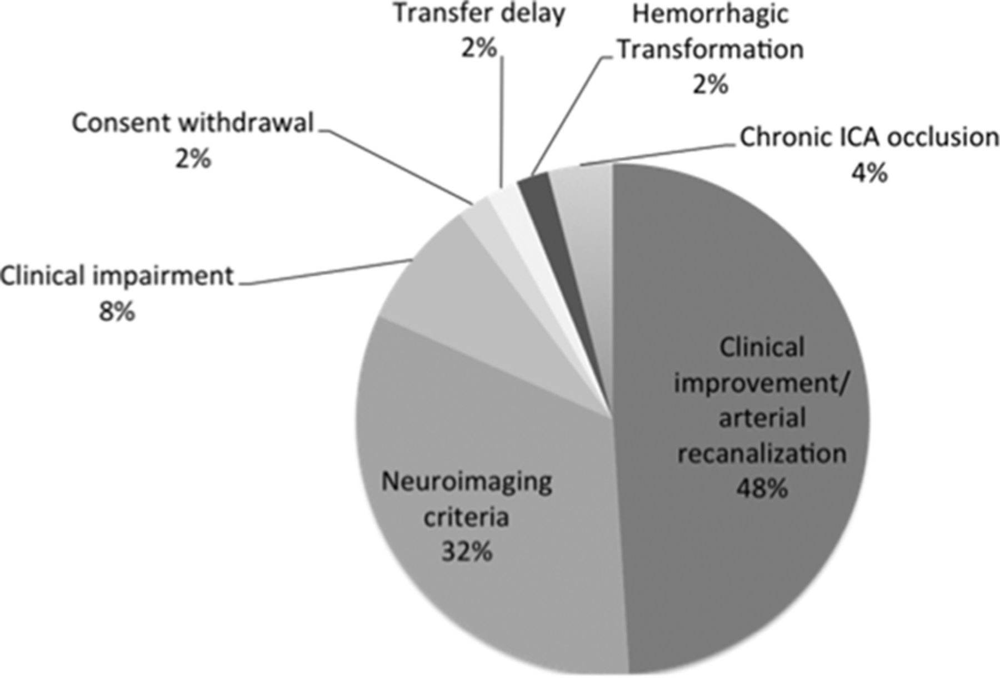 Transfer delay
2%
Hemorrhagic
Transformation
2%
Consent withdrawal
2%
Chronic ICA occlusion
4%
Clinical impairment
8%
Clinical
improvement/
arterial
recanalization
48%
Neuroimaging
criteria
32%